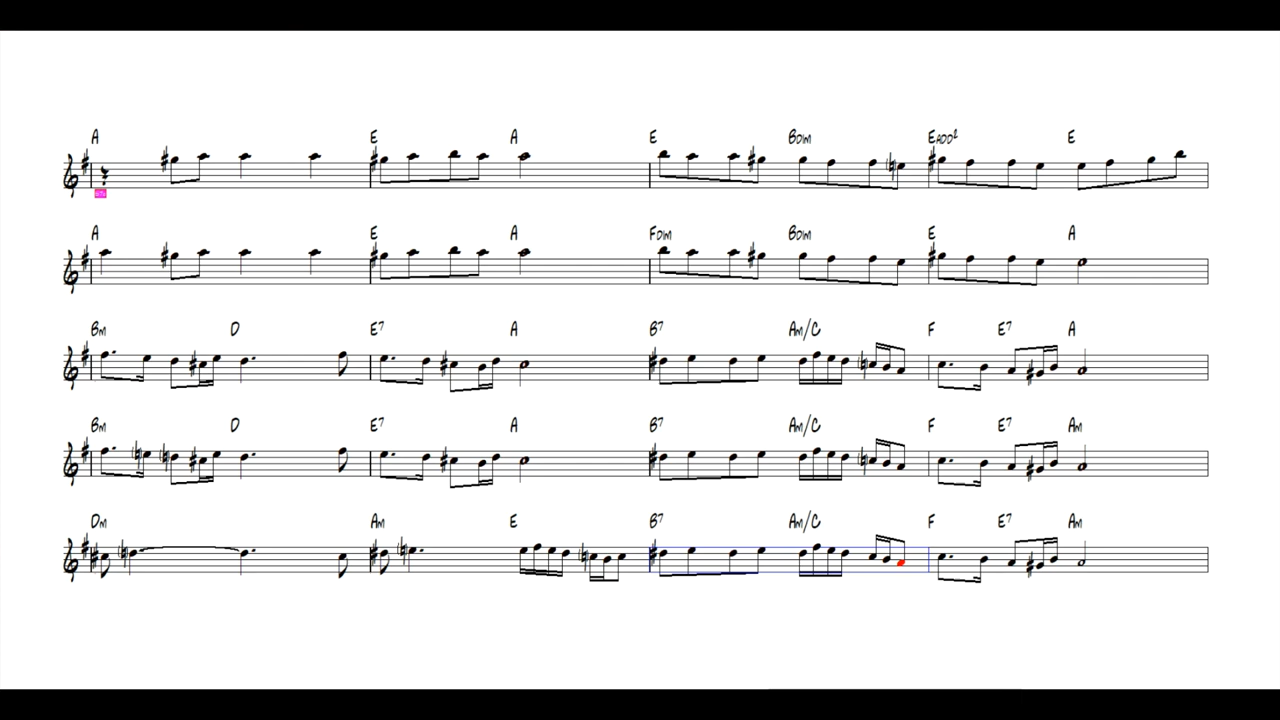 A E A E BDIM EADD2 E
A E A FDIM BDIM E A
BM D E7 A B7 AM/C F E7 A
BM D E7 A B7 AM/C F E7 AM
DM AM E B7 AM/C F E7 AM